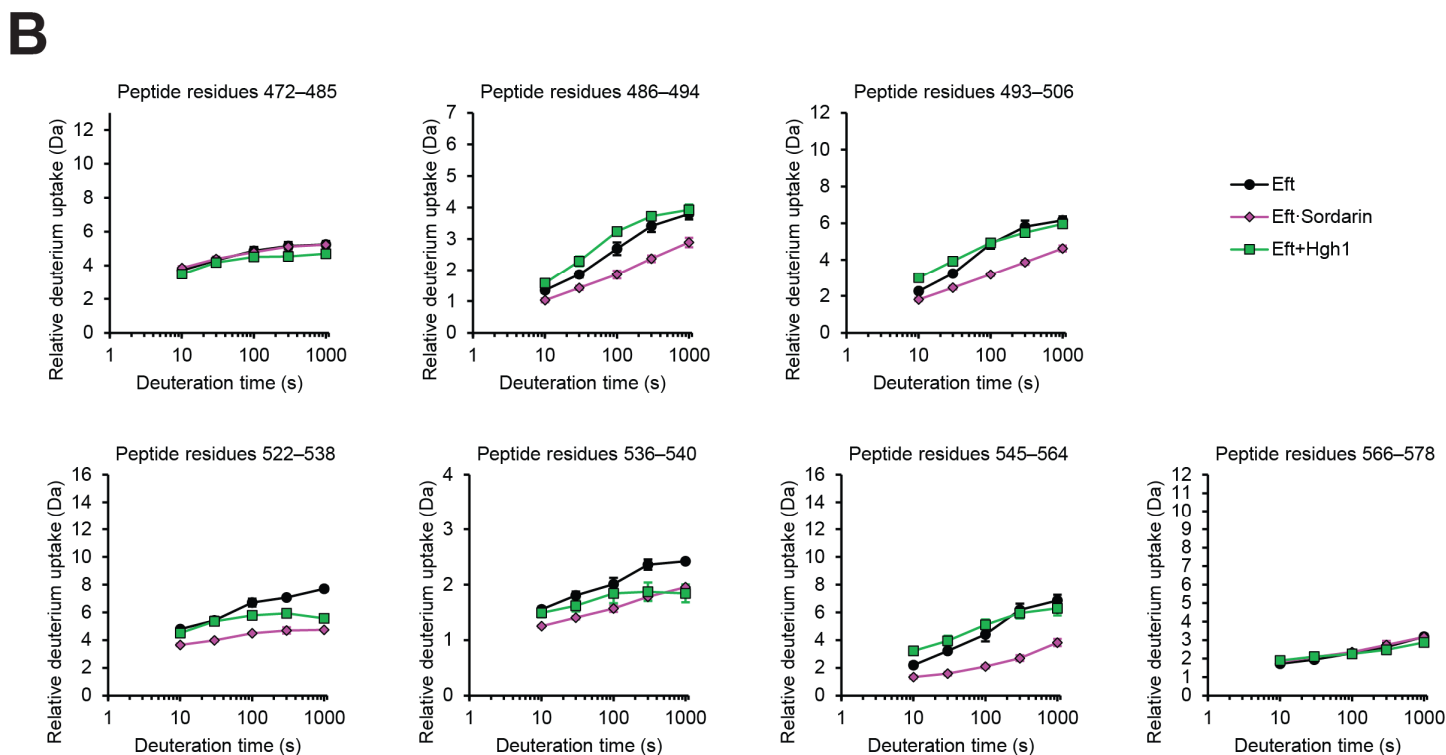 B
Peptide residues 472–485
Relative deuterium uptake (Da)
12
10
8
6
4
2
0
1 10 100 1000
Deuteration time (s)
Peptide residues 486–494
Relative deuterium uptake (Da)
7
6
5
4
3
2
1
0
1 10 100 1000
Deuteration time (s)
Peptide residues 493–506
Relative deuterium uptake (Da)
12
10
8
6
4
2
0
1 10 100 1000
Deuteration time (s)
Eft
Eft·Sordarin
Eft+Hgh1
Peptide residues 522–538
Relative deuterium uptake (Da)
16
14
12
10
8
6
4
2
0
1 10 100 1000
Deuteration time (s)
Peptide residues 536–540
Relative deuterium uptake (Da)
4
3
2
1
0
1 10 100 1000
Deuteration time (s)
Peptide residues 545–564
Relative deuterium uptake (Da)
16
14
12
10
8
6
4
2
0
1 10 100 1000
Deuteration time (s)
Peptide residues 566–578
Relative deuterium uptake (Da)
12
11
10
9
8
7
6
5
4
3
2
1
0
1 10 100 1000
Deuteration time (s)